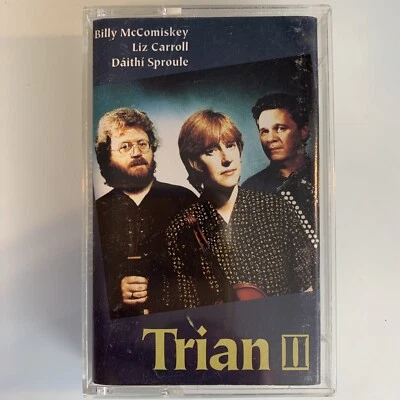 Billy McComiskey
Liz Carroll
Dáithí Sproule
Trian II